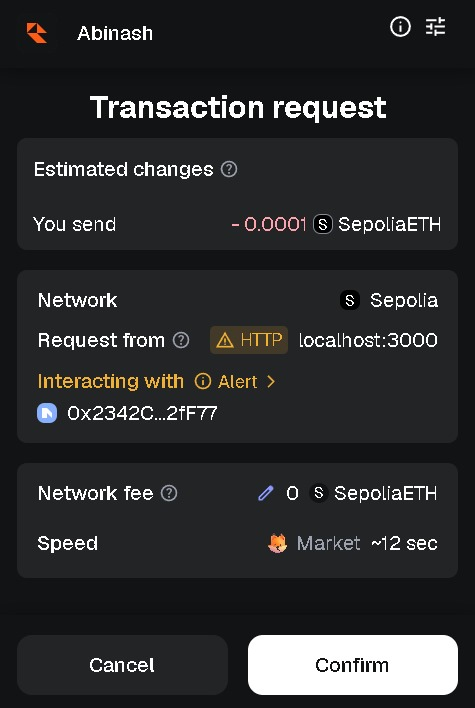 Abinash
Transaction request
Estimated changes
You send - 0.0001 S SepoliaETH
Network S Sepolia
Request from HTTP localhost:3000
Interacting with Alert >
0x2342C...2fF77
Network fee 0 S SepoliaETH
Speed Market ~12 sec
Cancel Confirm